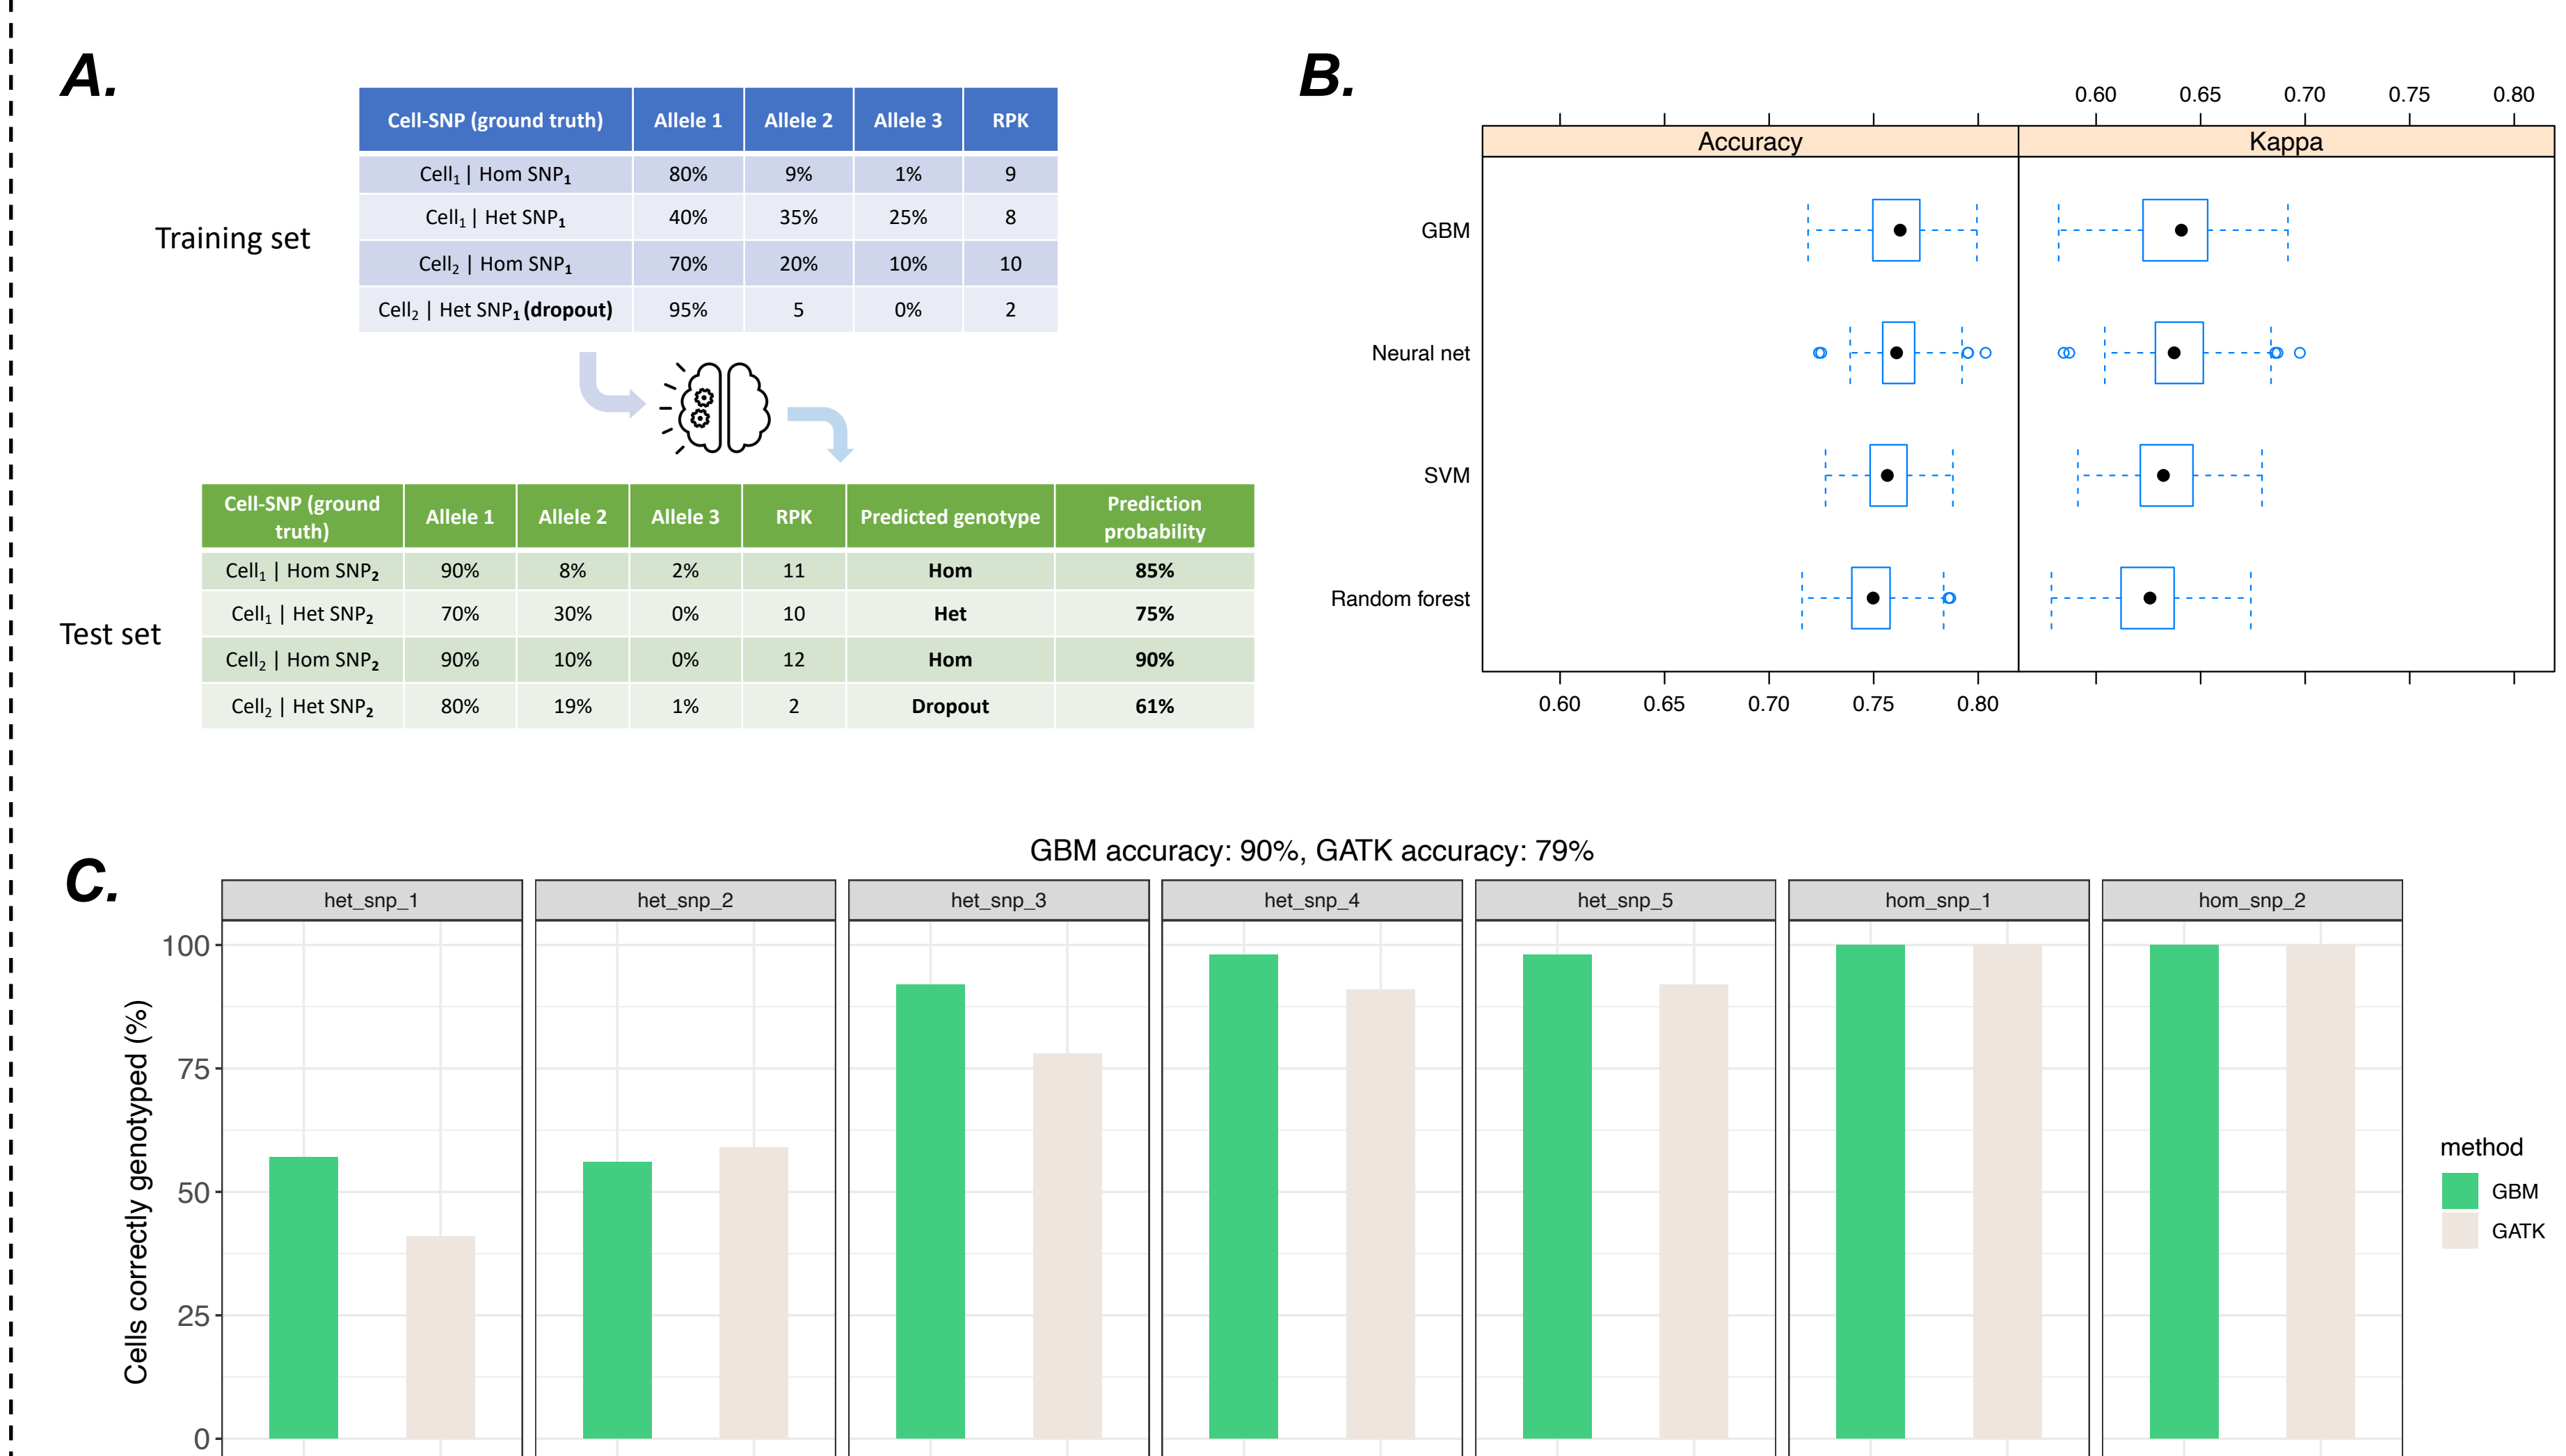 A.
Cell-SNP (ground truth) Allele 1 Allele 2 Allele 3 RPK
Cell1 | Hom SNP1 80% 9% 1% 9
Cell1 | Het SNP1 40% 35% 25% 8
Cell2 | Hom SNP1 70% 20% 10% 10
Cell2 | Het SNP1 (dropout) 95% 5 0% 2
Training set
Cell-SNP (ground truth) Allele 1 Allele 2 Allele 3 RPK Predicted genotype Prediction probability
Cell1 | Hom SNP2 90% 8% 2% 11 Hom 85%
Cell1 | Het SNP2 70% 30% 0% 10 Het 75%
Cell2 | Hom SNP2 90% 10% 0% 12 Hom 90%
Cell2 | Het SNP2 80% 19% 1% 2 Dropout 61%
Test set
B.
0.60 0.65 0.70 0.75 0.80
Accuracy Kappa
GBM
Neural net
SVM
Random forest
0.60 0.65 0.70 0.75 0.80
C.
GBM accuracy: 90%, GATK accuracy: 79%
het_snp_1 het_snp_2 het_snp_3 het_snp_4 het_snp_5 hom_snp_1 hom_snp_2
Cells correctly genotyped (%)
100
75
50
25
0
method
GBM
GATK